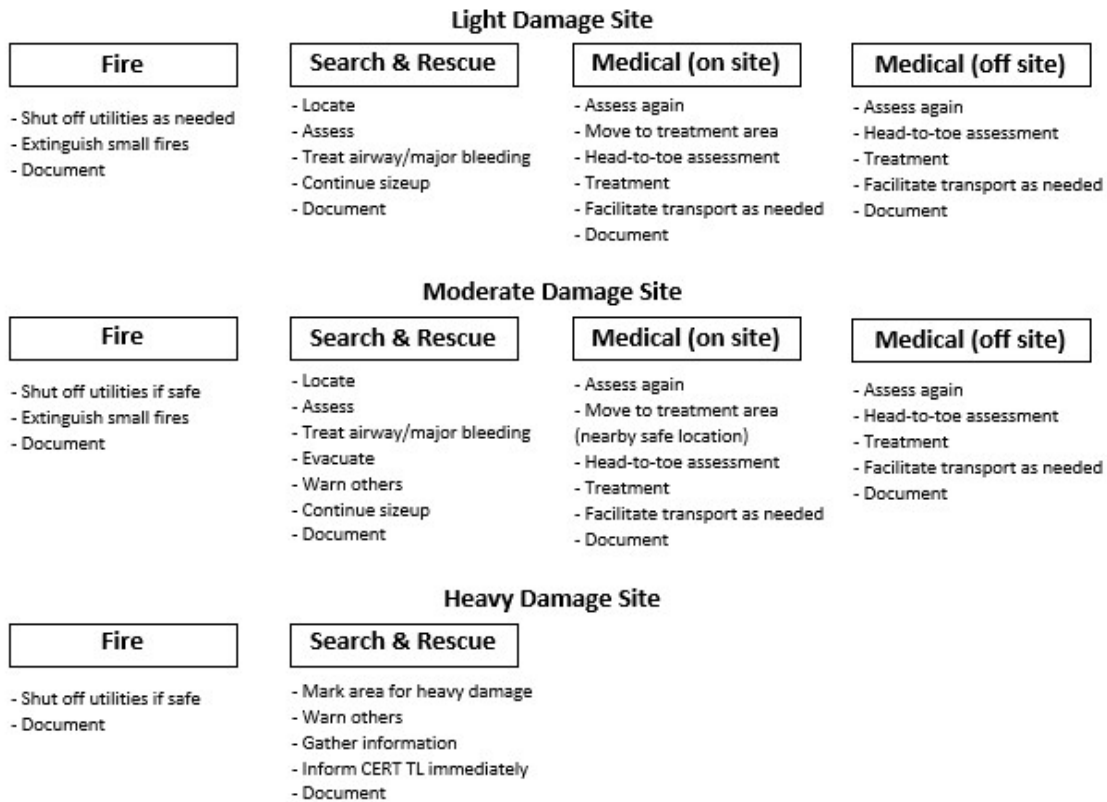 Light Damage Site
Fire
- Shut off utilities as needed
- Extinguish small fires
- Document
Search & Rescue
- Locate
- Assess
- Treat airway/major bleeding
- Continue sizeup
- Document
Medical (on site)
- Assess again
- Move to treatment area
- Head-to-toe assessment
- Treatment
- Facilitate transport as needed
- Document
Medical (off site)
- Assess again
- Head-to-toe assessment
- Treatment
- Facilitate transport as needed
- Document
Moderate Damage Site
Fire
- Shut off utilities if safe
- Extinguish small fires
- Document
Search & Rescue
- Locate
- Assess
- Treat airway/major bleeding
- Evacuate
- Warn others
- Continue sizeup
- Document
Medical (on site)
- Assess again
- Move to treatment area
(nearby safe location)
- Head-to-toe assessment
- Treatment
- Facilitate transport as needed
- Document
Medical (off site)
- Assess again
- Head-to-toe assessment
- Treatment
- Facilitate transport as needed
- Document
Heavy Damage Site
Fire
- Shut off utilities if safe
- Document
Search & Rescue
- Mark area for heavy damage
- Warn others
- Gather information
- Inform CERT TL immediately
- Document